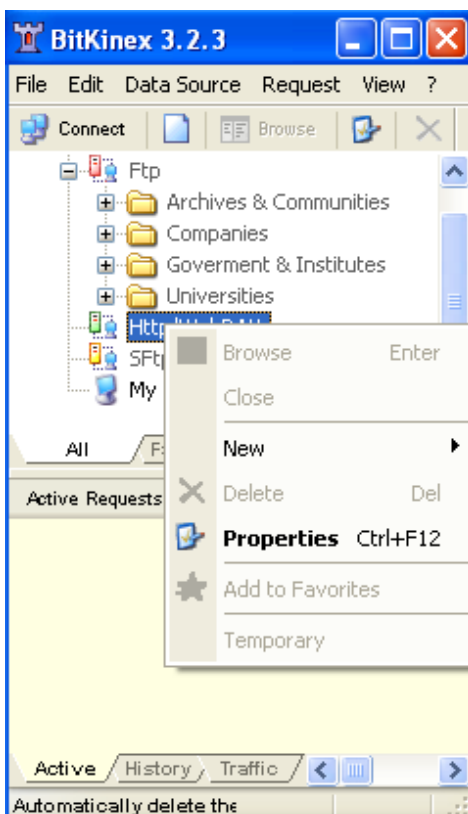 BitKinex 3.2.3
File Edit Data Source Request View ?
Connect Browse
Ftp
Archives & Communities
Companies
Goverment & Institutes
Universities
SFtp
My
Browse Enter
Close
New
Delete Del
Properties Ctrl+F12
Add to Favorites
Temporary
All
Active Requests
Active History Traffic
Automatically delete the